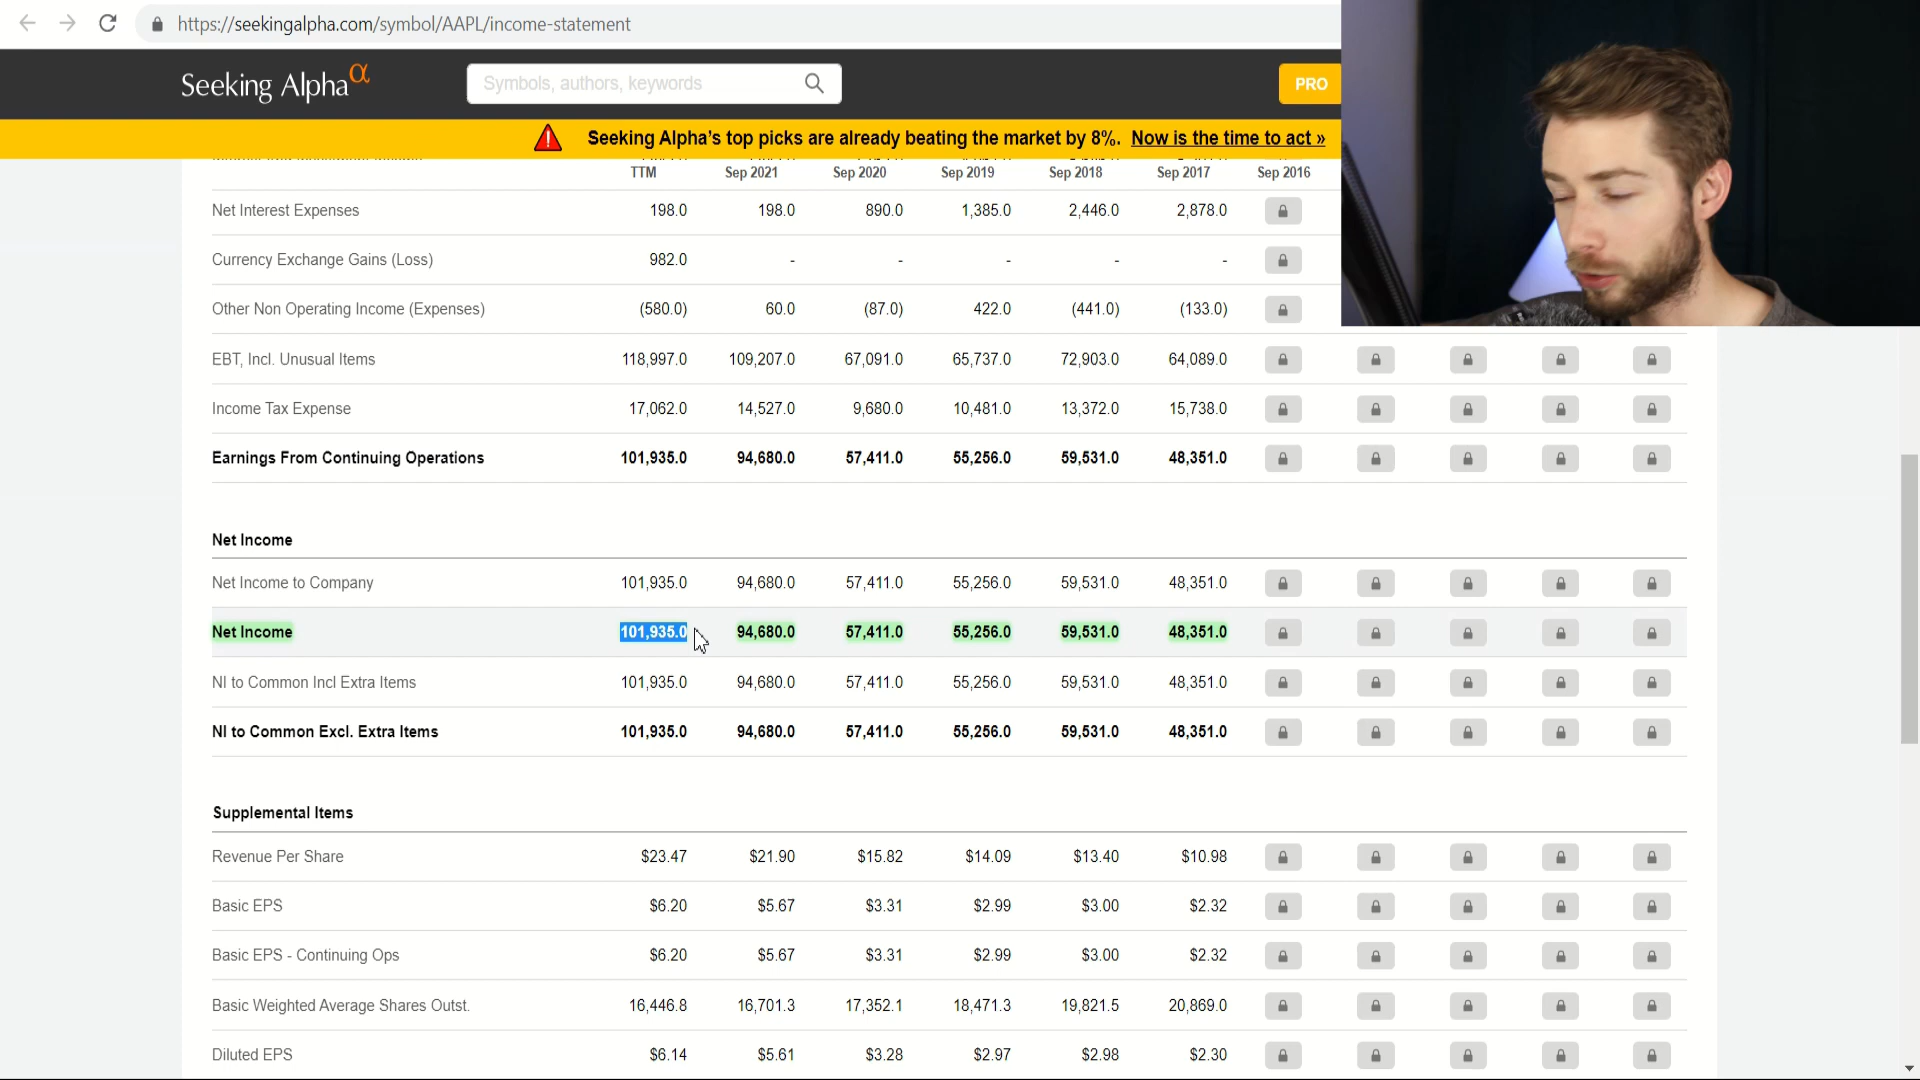 https://seekingalpha.com/symbol/AAPL/income-statement
Seeking Alpha α
Symbols, authors, keywords
PRO
Seeking Alpha's top picks are already beating the market by 8%. Now is the time to act »
TTM Sep 2021 Sep 2020 Sep 2019 Sep 2018 Sep 2017 Sep 2016
Net Interest Expenses 198.0 198.0 890.0 1,385.0 2,446.0 2,878.0
Currency Exchange Gains (Loss) 982.0 - - - - -
Other Non Operating Income (Expenses) (580.0) 60.0 (87.0) 422.0 (441.0) (133.0)
EBT, Incl. Unusual Items 118,997.0 109,207.0 67,091.0 65,737.0 72,903.0 64,089.0
Income Tax Expense 17,062.0 14,527.0 9,680.0 10,481.0 13,372.0 15,738.0
Earnings From Continuing Operations 101,935.0 94,680.0 57,411.0 55,256.0 59,531.0 48,351.0
Net Income
Net Income to Company 101,935.0 94,680.0 57,411.0 55,256.0 59,531.0 48,351.0
Net Income 101,935.0 94,680.0 57,411.0 55,256.0 59,531.0 48,351.0
NI to Common Incl Extra Items 101,935.0 94,680.0 57,411.0 55,256.0 59,531.0 48,351.0
NI to Common Excl. Extra Items 101,935.0 94,680.0 57,411.0 55,256.0 59,531.0 48,351.0
Supplemental Items
Revenue Per Share $23.47 $21.90 $15.82 $14.09 $13.40 $10.98
Basic EPS $6.20 $5.67 $3.31 $2.99 $3.00 $2.32
Basic EPS - Continuing Ops $6.20 $5.67 $3.31 $2.99 $3.00 $2.32
Basic Weighted Average Shares Outst. 16,446.8 16,701.3 17,352.1 18,471.3 19,821.5 20,869.0
Diluted EPS $6.14 $5.61 $3.28 $2.97 $2.98 $2.30